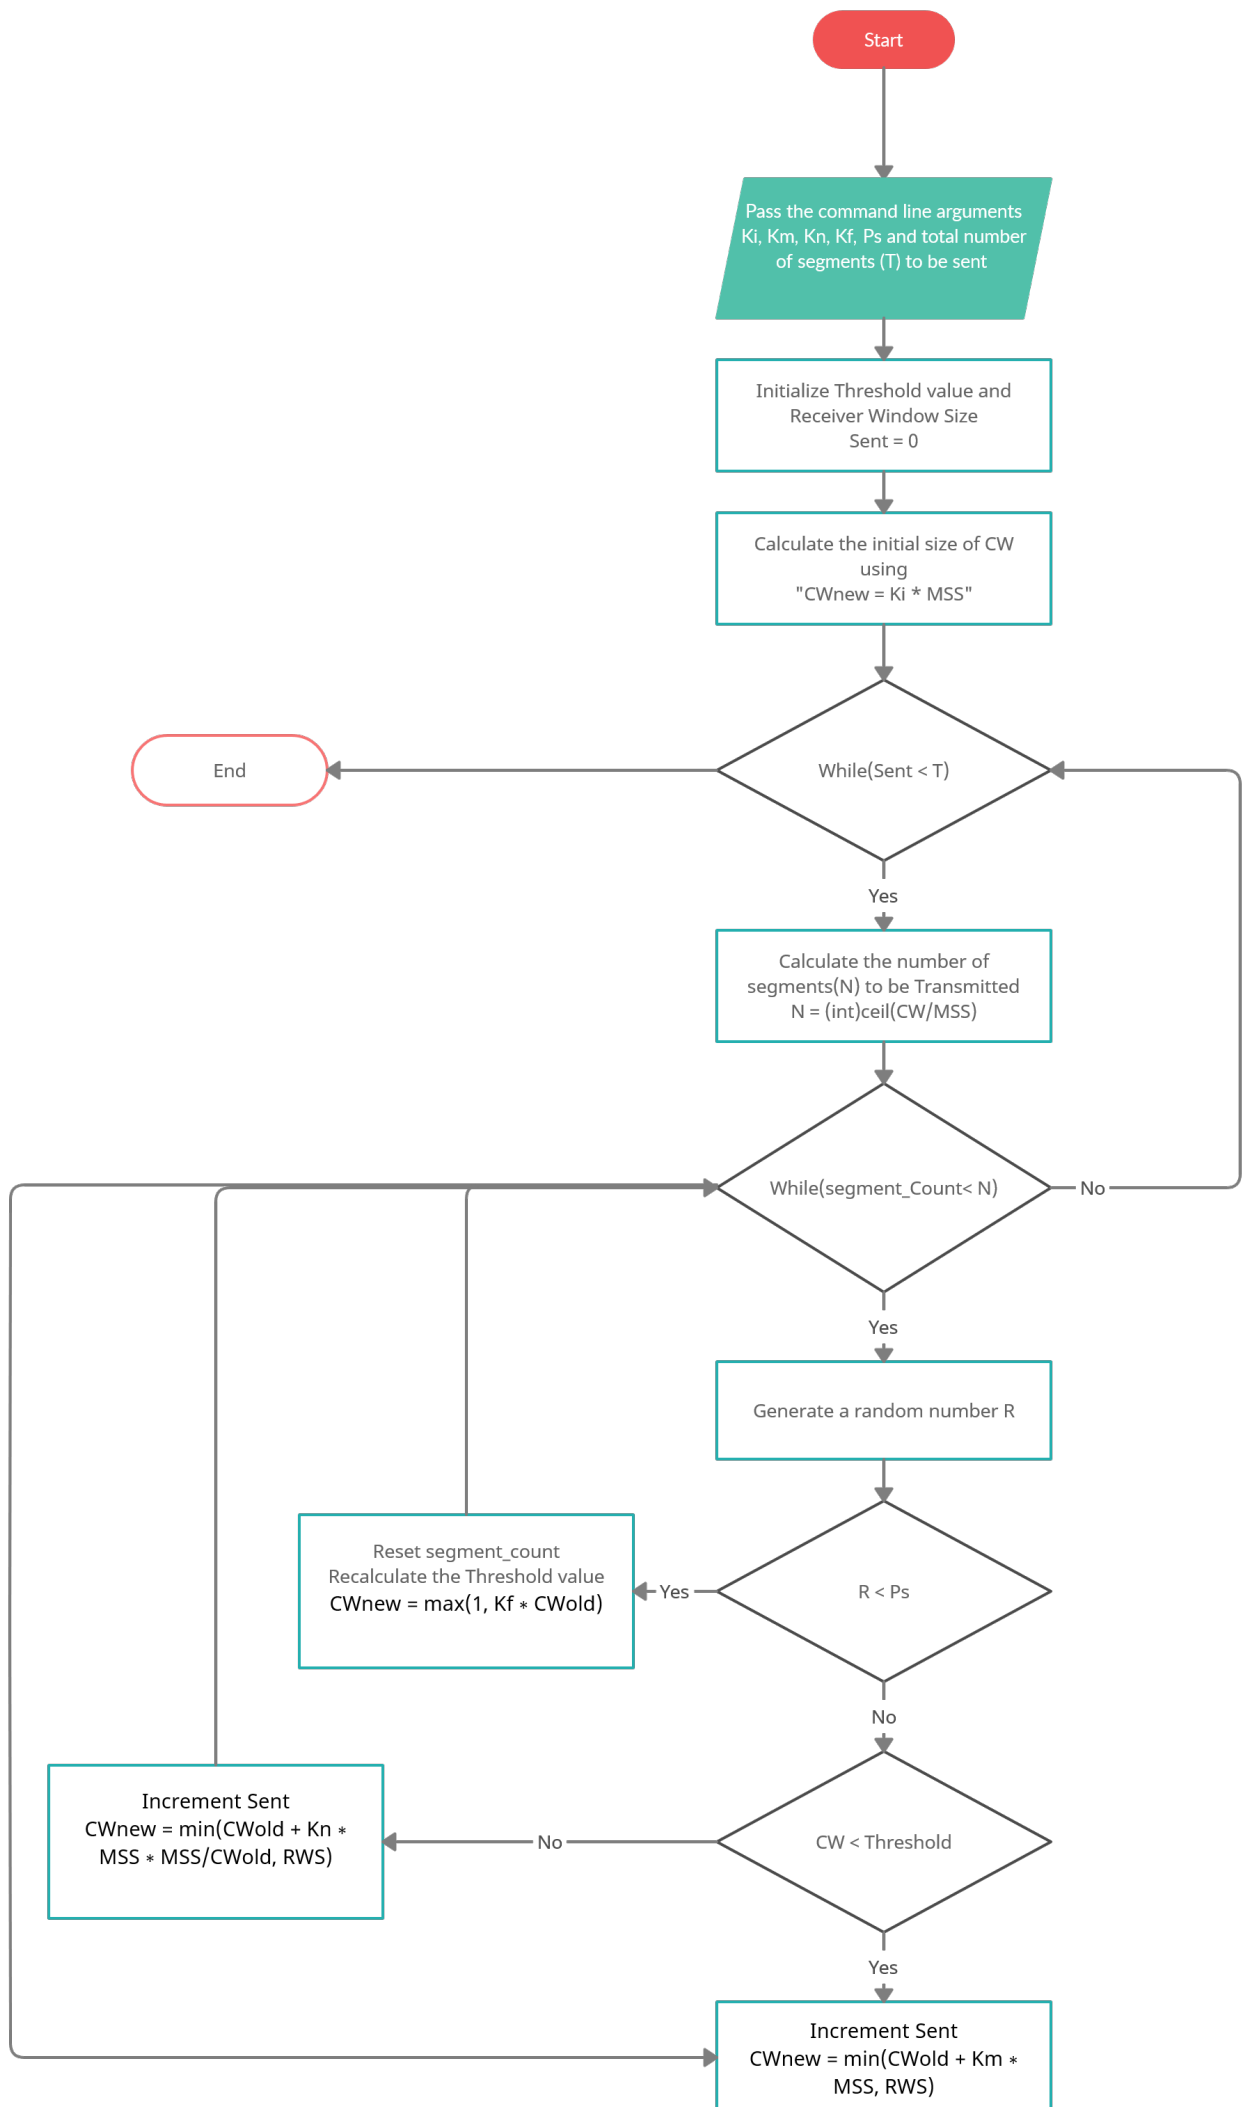 Start
Pass the command line arguments
Ki, Km, Kn, Kf, Ps and total number
of segments (T) to be sent
Initialize Threshold value and
Receiver Window Size
Sent = 0
Calculate the initial size of CW
using
"CWnew = Ki * MSS"
End
While(Sent < T)
Yes
Calculate the number of
segments(N) to be Transmitted
N = (int)ceil(CW/MSS)
While(segment_Count< N)
No
Yes
Generate a random number R
Reset segment_count
Recalculate the Threshold value
CWnew = max(1, Kf ∗ CWold)
Yes
R < Ps
No
Increment Sent
CWnew = min(CWold + Kn ∗
MSS ∗ MSS/CWold, RWS)
No
CW < Threshold
Yes
Increment Sent
CWnew = min(CWold + Km ∗
MSS, RWS)